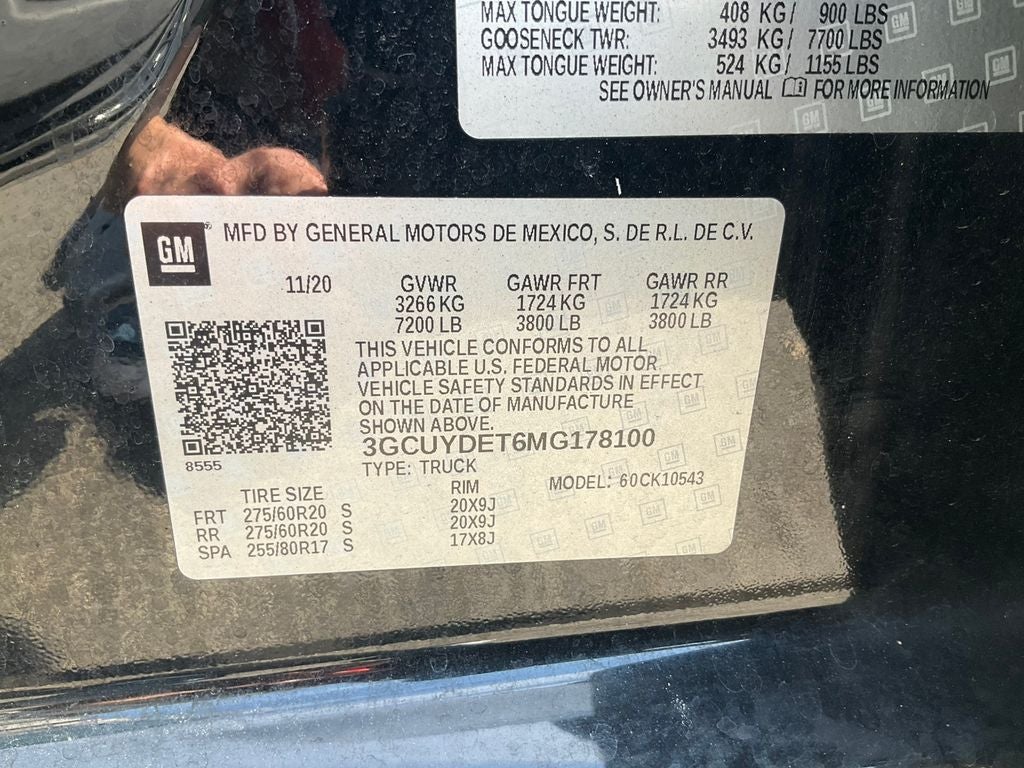 MAX TONGUE WEIGHT: 408 KG/ 900 LBS
GOOSENECK TWR: 3493 KG/ 7700 LBS
MAX TONGUE WEIGHT: 524 KG/ 1155 LBS
SEE OWNER'S MANUAL FOR MORE INFORMATION
GM ® MFD BY GENERAL MOTORS DE MEXICO, S. DE R.L. DE C.V.
11/20 GVWR GAWR FRT GAWR RR
3266 KG 1724 KG 1724 KG
7200 LB 3800 LB 3800 LB
THIS VEHICLE CONFORMS TO ALL
APPLICABLE U.S. FEDERAL MOTOR
VEHICLE SAFETY STANDARDS IN EFFECT
ON THE DATE OF MANUFACTURE
SHOWN ABOVE.
3GCUYDET6MG178100
8555
TYPE: TRUCK
MODEL: 60CK10543
TIRE SIZE RIM
FRT 275/60R20 S 20X9J
RR 275/60R20 S 20X9J
SPA 255/80R17 S 17X8J